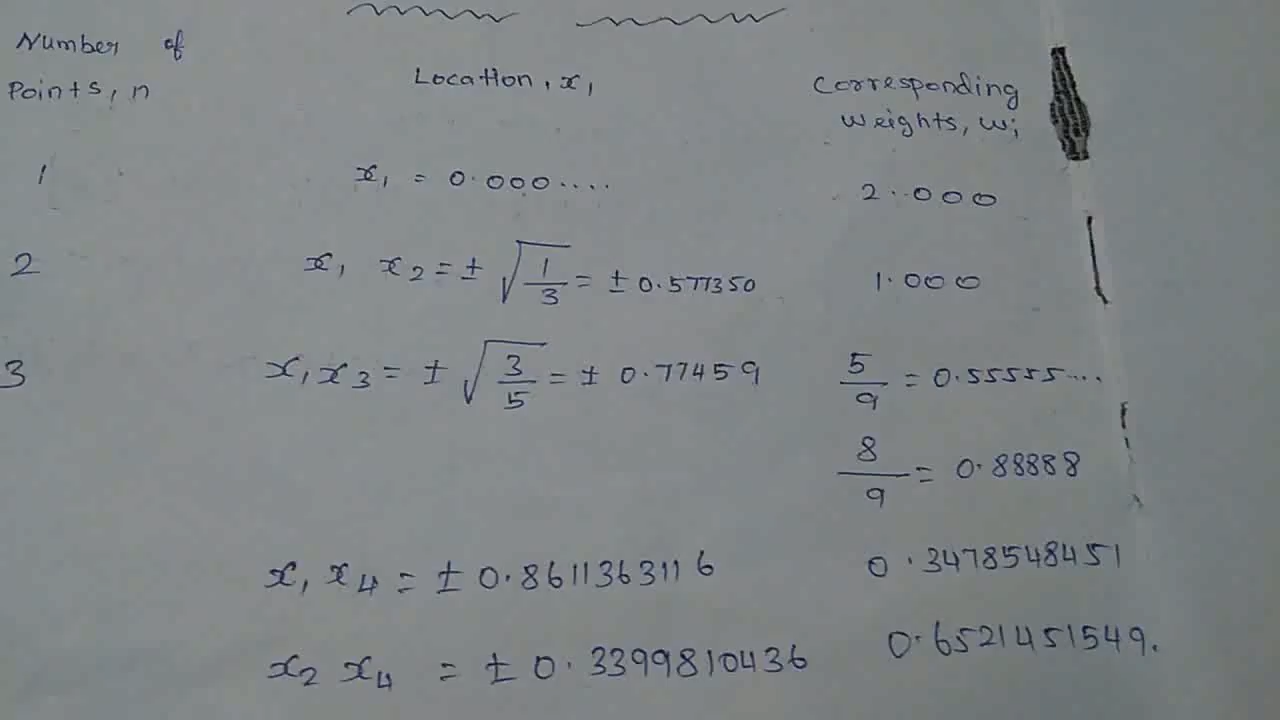 Number of
Points, n
Location, x,
Corresponding
Weights, wi
1
x₁ = 0.000....
2.000
2
x₁ x₂ = ± √(1/3) = ± 0.577350
1.000
3
x₁ x₃ = ± √(3/5) = ± 0.77459
5/9 = 0.55555...
8/9 = 0.88888
x₁ x₄ = ± 0.8611363116
0.3478548451
x₂ x₄ = ± 0.3399810436
0.6521451549.